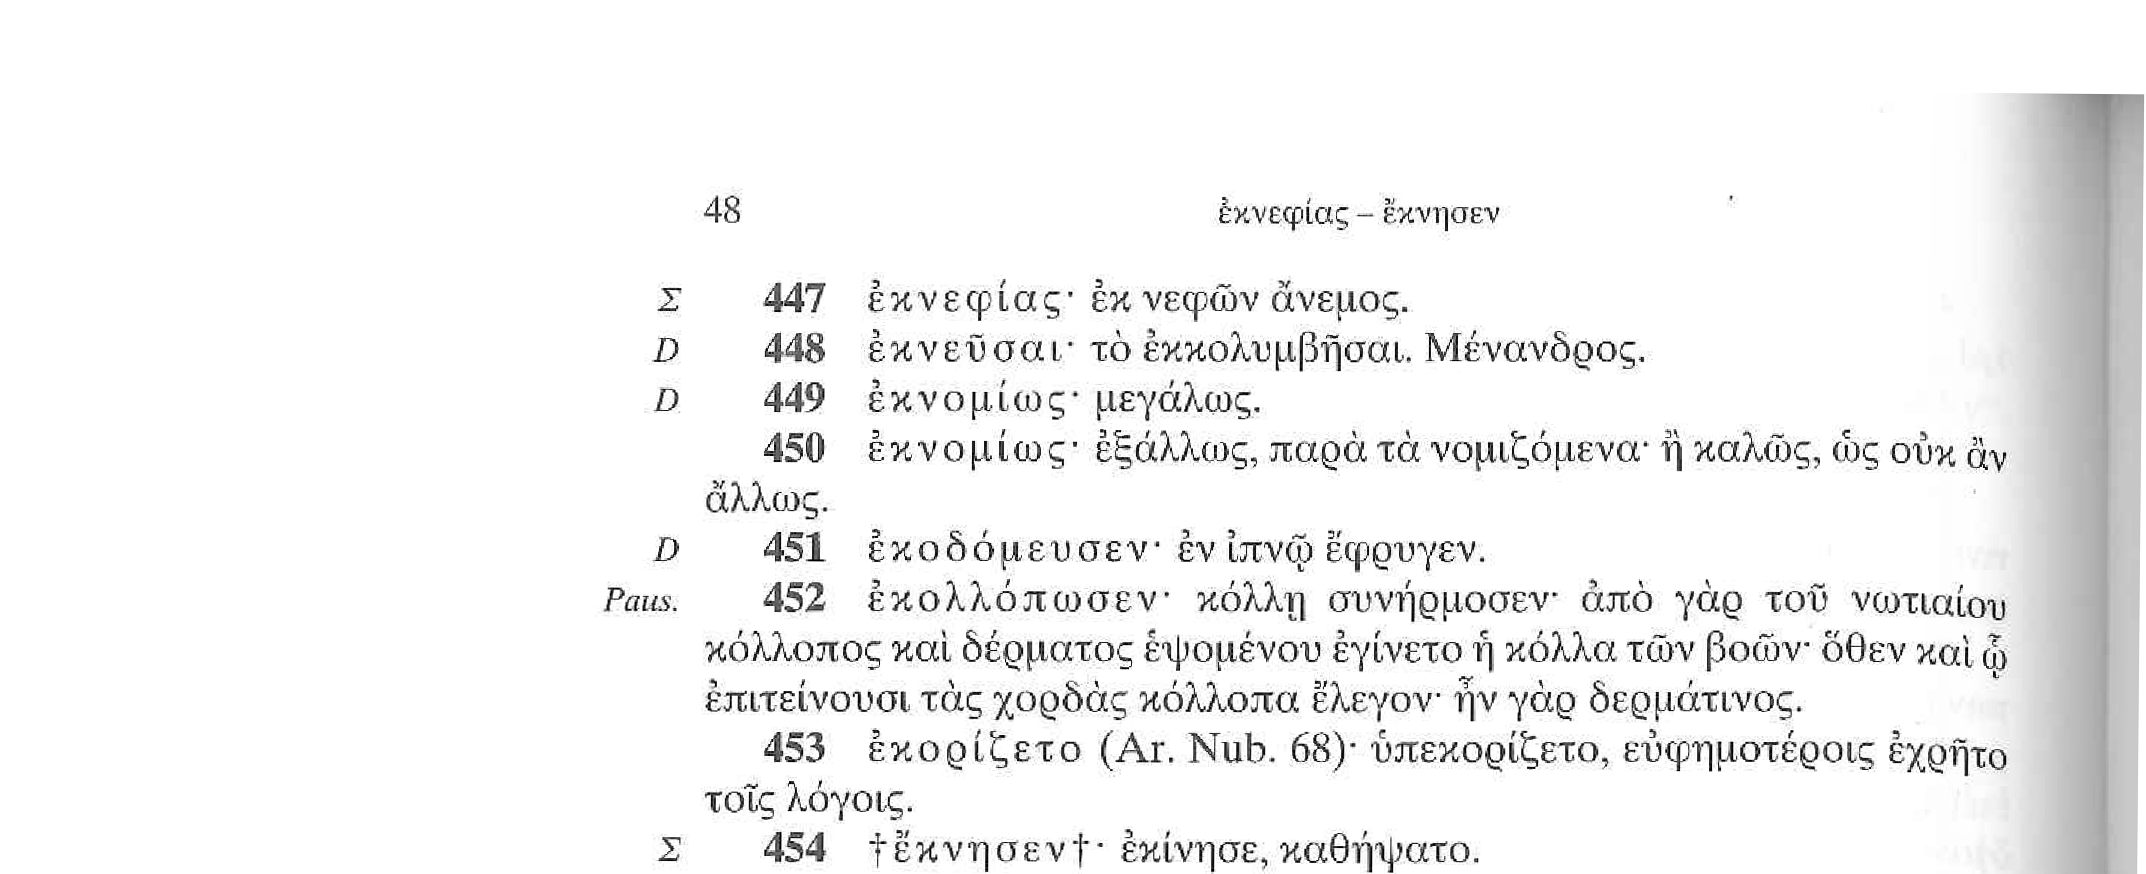 48 ἐκνεφίας – ἔκνησεν
Σ 447 ἐκνεφίας· ἐκ νεφῶν ἄνεμος.
D 448 ἐκνεῦσαι· τὸ ἐκκολυμβῆσαι. Μένανδρος.
D 449 ἐκνομίως· μεγάλως.
450 ἐκνομίως· ἐξάλλως, παρὰ τὰ νομιζόμενα· ἢ καλῶς, ὡς οὐκ ἂν
ἄλλως.
D 451 ἐκοδόμευσεν· ἐν ἰπνῷ ἔφρυγεν.
Paus. 452 ἐκολλόπωσεν· κόλλῃ συνήρμοσεν· ἀπὸ γὰρ τοῦ νωτιαίου
κόλλοπος καὶ δέρματος ἑψομένου ἐγίνετο ἡ κόλλα τῶν βοῶν· ὅθεν καὶ ᾧ
ἐπιτείνουσι τὰς χορδὰς κόλλοπα ἔλεγον· ἦν γὰρ δερμάτινος.
453 ἐκορίζετο (Ar. Nub. 68)· ὑπεκορίζετο, εὐφημοτέροις ἐχρῆτο
τοῖς λόγοις.
Σ 454 †ἔκνησεν†· ἐκίνησε, καθήψατο.